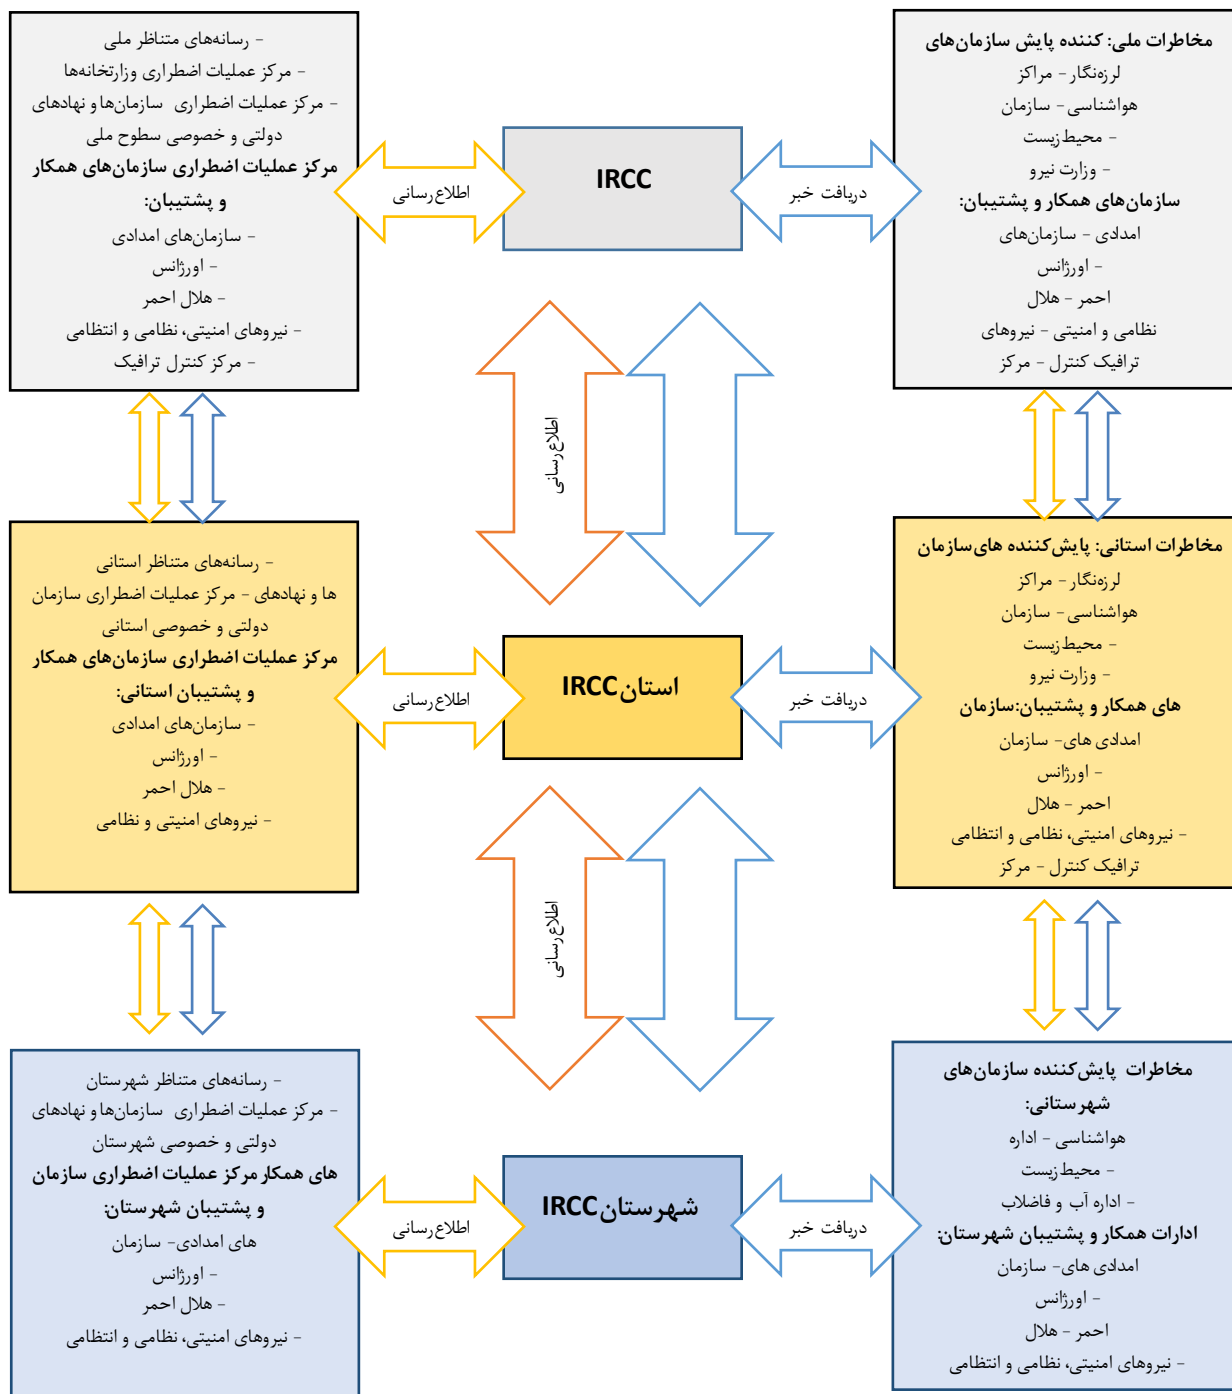 مخاطرات ملی: کننده پایش سازمان‌های
لرزه‌نگار - مراکز
هواشناسی - سازمان
- محیط‌زیست
- وزارت نیرو
سازمان‌های همکار و پشتیبان:
امدادی - سازمان‌های
- اورژانس
احمر - هلال
نظامی و امنیتی - نیروهای
ترافیک کنترل - مرکز
دریافت خبر
IRCC
اطلاع‌رسانی
- رسانه‌های متناظر ملی
- مرکز عملیات اضطراری وزارتخانه‌ها
- مرکز عملیات اضطراری سازمان‌ها و نهادهای
دولتی و خصوصی سطوح ملی
مرکز عملیات اضطراری سازمان‌های همکار
و پشتیبان:
- سازمان‌های امدادی
- اورژانس
- هلال احمر
- نیروهای امنیتی، نظامی و انتظامی
- مرکز کنترل ترافیک
اطلاع‌رسانی
مخاطرات استانی: پایش‌کننده های‌سازمان
لرزه‌نگار - مراکز
هواشناسی - سازمان
- محیط‌زیست
- وزارت نیرو
های همکار و پشتیبان:سازمان
امدادی های- سازمان
- اورژانس
احمر - هلال
- نیروهای امنیتی، نظامی و انتظامی
ترافیک کنترل - مرکز
دریافت خبر
استان IRCC
اطلاع‌رسانی
- رسانه‌های متناظر استانی
ها و نهادهای - مرکز عملیات اضطراری سازمان
دولتی و خصوصی استانی
مرکز عملیات اضطراری سازمان‌های همکار
و پشتیبان استانی:
- سازمان‌های امدادی
- اورژانس
- هلال احمر
- نیروهای امنیتی و نظامی
اطلاع‌رسانی
مخاطرات پایش‌کننده سازمان‌های
شهرستانی:
هواشناسی - اداره
- محیط‌زیست
- اداره آب و فاضلاب
ادارات همکار و پشتیبان شهرستان:
امدادی های- سازمان
- اورژانس
احمر - هلال
- نیروهای امنیتی، نظامی و انتظامی
دریافت خبر
شهرستان IRCC
اطلاع‌رسانی
- رسانه‌های متناظر شهرستان
- مرکز عملیات اضطراری سازمان‌ها و نهادهای
دولتی و خصوصی شهرستان
های همکار مرکز عملیات اضطراری سازمان
و پشتیبان شهرستان:
های امدادی- سازمان
- اورژانس
- هلال احمر
- نیروهای امنیتی، نظامی و انتظامی